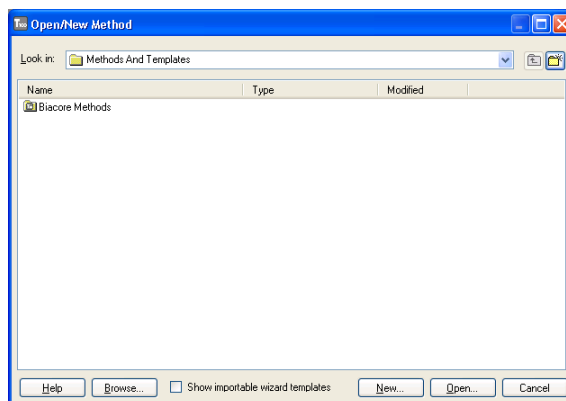 T100 Open/New Method
Look in: Methods And Templates
Name Type Modified
Biacore Methods
Help Browse... Show importable wizard templates New... Open... Cancel